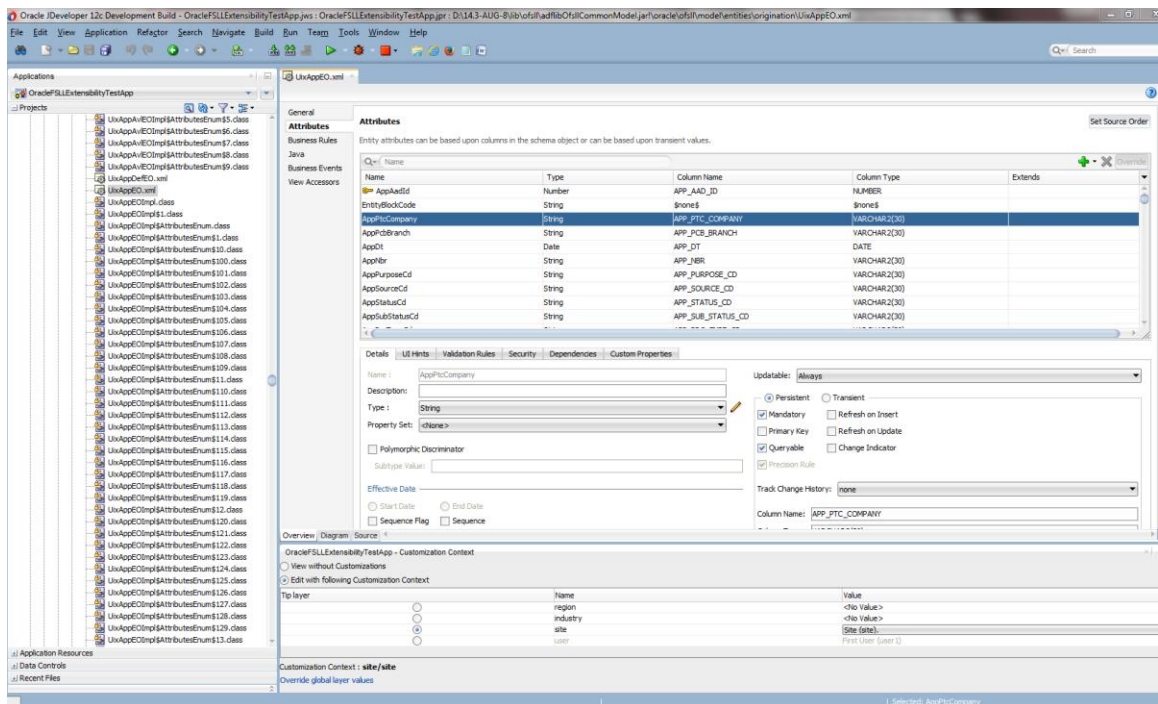 Oracle JDeveloper 12c Development Build - OracleFSLLExtensibilityTestApp.jws : OracleFSLLExtensibilityTestApp.jpr : D:\14.3-AUG-8\lib\ofsll\adflibOfsllCommonModel.jar!\oracle\ofsll\model\entities\origination\UixAppEO.xml
File Edit View Application Refactor Search Navigate Build Run Team Tools Window Help
Search
Applications
OracleFSLLExtensibilityTestApp
Projects
UixAppAvlEOImpl$AttributesEnum$5.class
UixAppAvlEOImpl$AttributesEnum$6.class
UixAppAvlEOImpl$AttributesEnum$7.class
UixAppAvlEOImpl$AttributesEnum$8.class
UixAppAvlEOImpl$AttributesEnum$9.class
UixAppDefEO.xml
UixAppEO.xml
UixAppEOImpl.class
UixAppEOImpl$1.class
UixAppEOImpl$AttributesEnum.class
UixAppEOImpl$AttributesEnum$1.class
UixAppEOImpl$AttributesEnum$10.class
UixAppEOImpl$AttributesEnum$100.class
UixAppEOImpl$AttributesEnum$101.class
UixAppEOImpl$AttributesEnum$102.class
UixAppEOImpl$AttributesEnum$103.class
UixAppEOImpl$AttributesEnum$104.class
UixAppEOImpl$AttributesEnum$105.class
UixAppEOImpl$AttributesEnum$106.class
UixAppEOImpl$AttributesEnum$107.class
UixAppEOImpl$AttributesEnum$108.class
UixAppEOImpl$AttributesEnum$109.class
UixAppEOImpl$AttributesEnum$11.class
UixAppEOImpl$AttributesEnum$110.class
UixAppEOImpl$AttributesEnum$111.class
UixAppEOImpl$AttributesEnum$112.class
UixAppEOImpl$AttributesEnum$113.class
UixAppEOImpl$AttributesEnum$114.class
UixAppEOImpl$AttributesEnum$115.class
UixAppEOImpl$AttributesEnum$116.class
UixAppEOImpl$AttributesEnum$117.class
UixAppEOImpl$AttributesEnum$118.class
UixAppEOImpl$AttributesEnum$119.class
UixAppEOImpl$AttributesEnum$12.class
UixAppEOImpl$AttributesEnum$120.class
UixAppEOImpl$AttributesEnum$121.class
UixAppEOImpl$AttributesEnum$122.class
UixAppEOImpl$AttributesEnum$123.class
UixAppEOImpl$AttributesEnum$124.class
UixAppEOImpl$AttributesEnum$125.class
UixAppEOImpl$AttributesEnum$126.class
UixAppEOImpl$AttributesEnum$127.class
UixAppEOImpl$AttributesEnum$128.class
UixAppEOImpl$AttributesEnum$129.class
UixAppEOImpl$AttributesEnum$13.class
Application Resources
Data Controls
Recent Files
UixAppEO.xml
General
Attributes
Business Rules
Java
Business Events
View Accessors
Attributes
Set Source Order
Entity attributes can be based upon columns in the schema object or can be based upon transient values.
Name
Override
Name Type Column Name Column Type Extends
AppAadId Number APP_AAD_ID NUMBER
EntityBlockCode String $none$ $none$
AppPtcCompany String APP_PTC_COMPANY VARCHAR2(30)
AppPcbBranch String APP_PCB_BRANCH VARCHAR2(30)
AppDt Date APP_DT DATE
AppNbr String APP_NBR VARCHAR2(30)
AppPurposeCd String APP_PURPOSE_CD VARCHAR2(30)
AppSourceCd String APP_SOURCE_CD VARCHAR2(30)
AppStatusCd String APP_STATUS_CD VARCHAR2(30)
AppSubStatusCd String APP_SUB_STATUS_CD VARCHAR2(30)
Details UI Hints Validation Rules Security Dependencies Custom Properties
Name : AppPtcCompany
Description:
Type : String
Property Set: <None>
Polymorphic Discriminator
Subtype Value:
Effective Date
Start Date End Date
Sequence Flag Sequence
Updatable: Always
Persistent Transient
Mandatory Refresh on Insert
Primary Key Refresh on Update
Queryable Change Indicator
Precision Rule
Track Change History: none
Column Name: APP_PTC_COMPANY
Overview Diagram Source
OracleFSLLExtensibilityTestApp - Customization Context
View without Customizations
Edit with following Customization Context
Tip layer Name Value
region <No Value>
industry <No Value>
site Site (site).
user First User (user1)
Customization Context : site/site
Override global layer values
Selected: AppPtcCompany